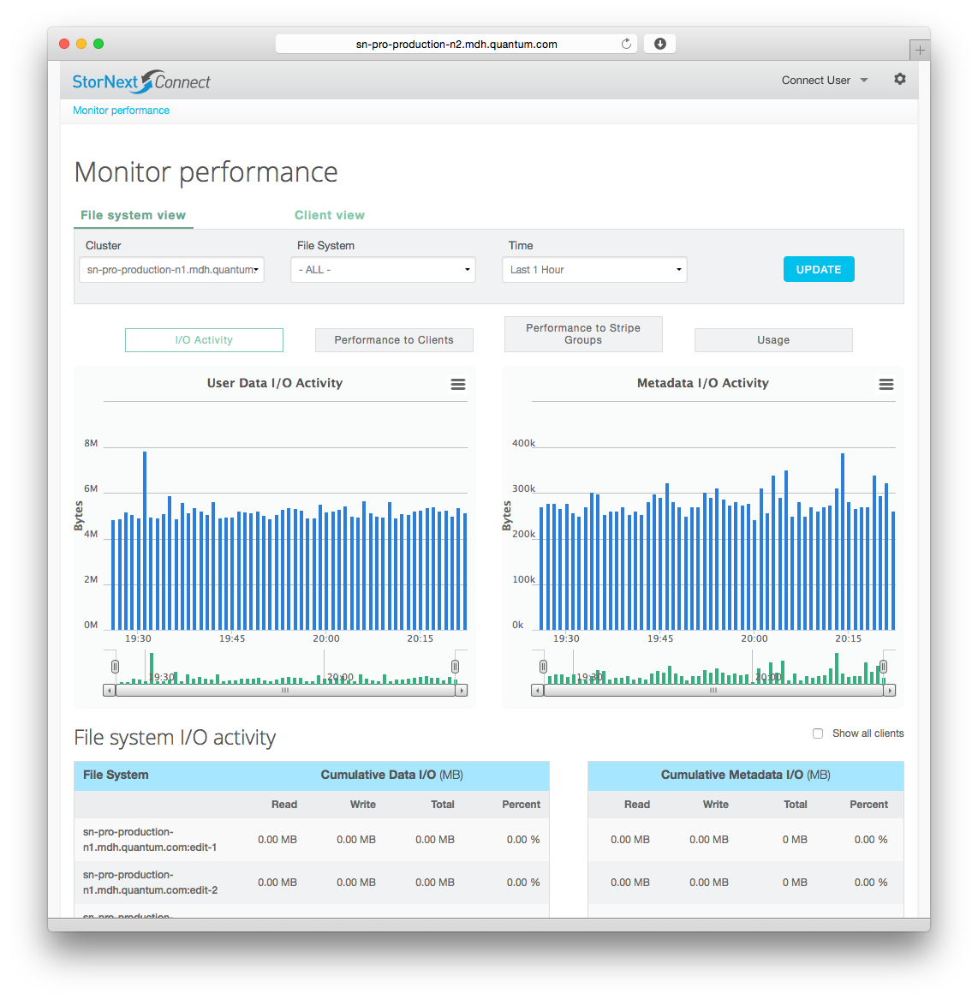 sn-pro-production-n2.mdh.quantum.com
StorNext Connect
Connect User
Monitor performance
Monitor performance
File system view
Client view
Cluster
File System
Time
sn-pro-production-n1.mdh.quantum
- ALL -
Last 1 Hour
UPDATE
I/O Activity
Performance to Clients
Performance to Stripe
Groups
Usage
User Data I/O Activity
8M
6M
4M
2M
0M
Bytes
19:30
19:45
20:00
20:15
19:30
20:00
Metadata I/O Activity
400k
300k
200k
100k
0k
Bytes
19:30
19:45
20:00
20:15
19:30
20:00
File system I/O activity
Show all clients
File System
Cumulative Data I/O (MB)
Cumulative Metadata I/O (MB)
Read Write Total Percent
Read Write Total Percent
sn-pro-production-
n1.mdh.quantum.com:edit-1
0.00 MB 0.00 MB 0.00 MB 0.00 %
0.00 MB 0.00 MB 0 MB 0.00 %
sn-pro-production-
n1.mdh.quantum.com:edit-2
0.00 MB 0.00 MB 0.00 MB 0.00 %
0.00 MB 0.00 MB 0 MB 0.00 %
sn-pro-production-